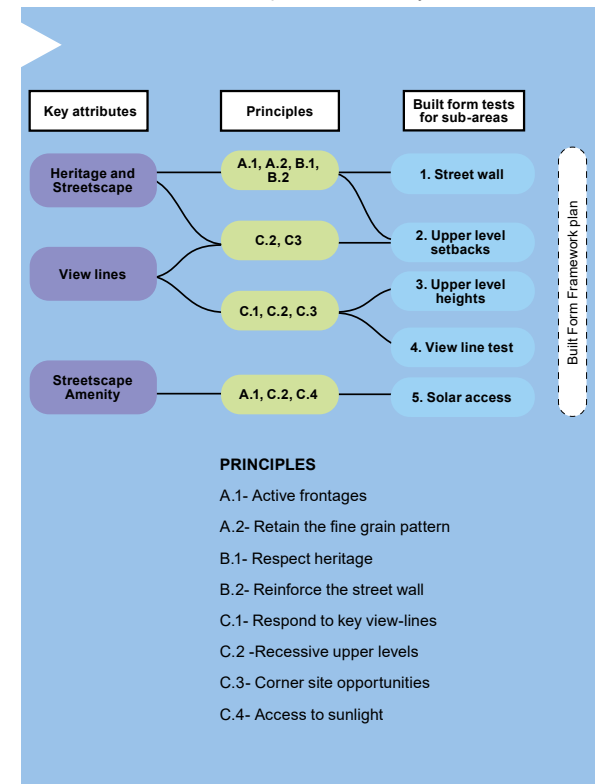 Key attributes
Principles
Built form tests
for sub-areas
Heritage and
Streetscape
View lines
Streetscape
Amenity
A.1, A.2, B.1,
B.2
C.2, C3
C.1, C.2, C.3
A.1, C.2, C.4
1. Street wall
2. Upper level
setbacks
3. Upper level
heights
4. View line test
5. Solar access
Built Form Framework plan
PRINCIPLES
A.1- Active frontages
A.2- Retain the fine grain pattern
B.1- Respect heritage
B.2- Reinforce the street wall
C.1- Respond to key view-lines
C.2 -Recessive upper levels
C.3- Corner site opportunities
C.4- Access to sunlight